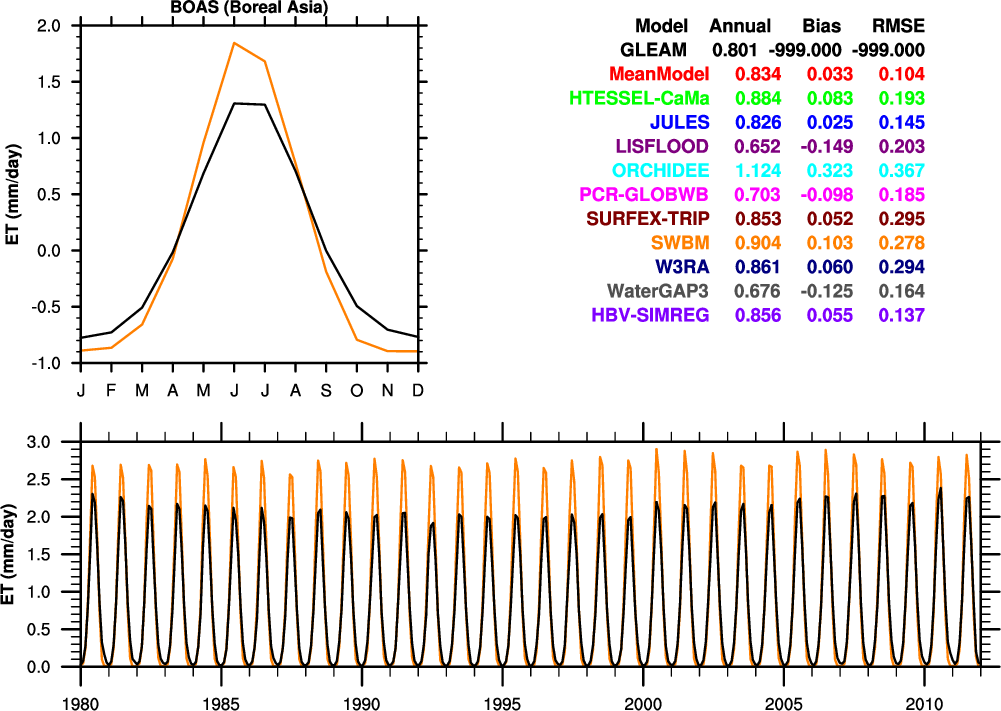 BOAS (Boreal Asia)
2.0
1.5
1.0
0.5
0.0
-0.5
-1.0
ET (mm/day)
J F M A M J J A S O N D
Model Annual Bias RMSE
GLEAM 0.801 -999.000 -999.000
MeanModel 0.834 0.033 0.104
HTESSEL-CaMa 0.884 0.083 0.193
JULES 0.826 0.025 0.145
LISFLOOD 0.652 -0.149 0.203
ORCHIDEE 1.124 0.323 0.367
PCR-GLOBWB 0.703 -0.098 0.185
SURFEX-TRIP 0.853 0.052 0.295
SWBM 0.904 0.103 0.278
W3RA 0.861 0.060 0.294
WaterGAP3 0.676 -0.125 0.164
HBV-SIMREG 0.856 0.055 0.137
3.0
2.5
2.0
1.5
1.0
0.5
0.0
ET (mm/day)
1980 1985 1990 1995 2000 2005 2010